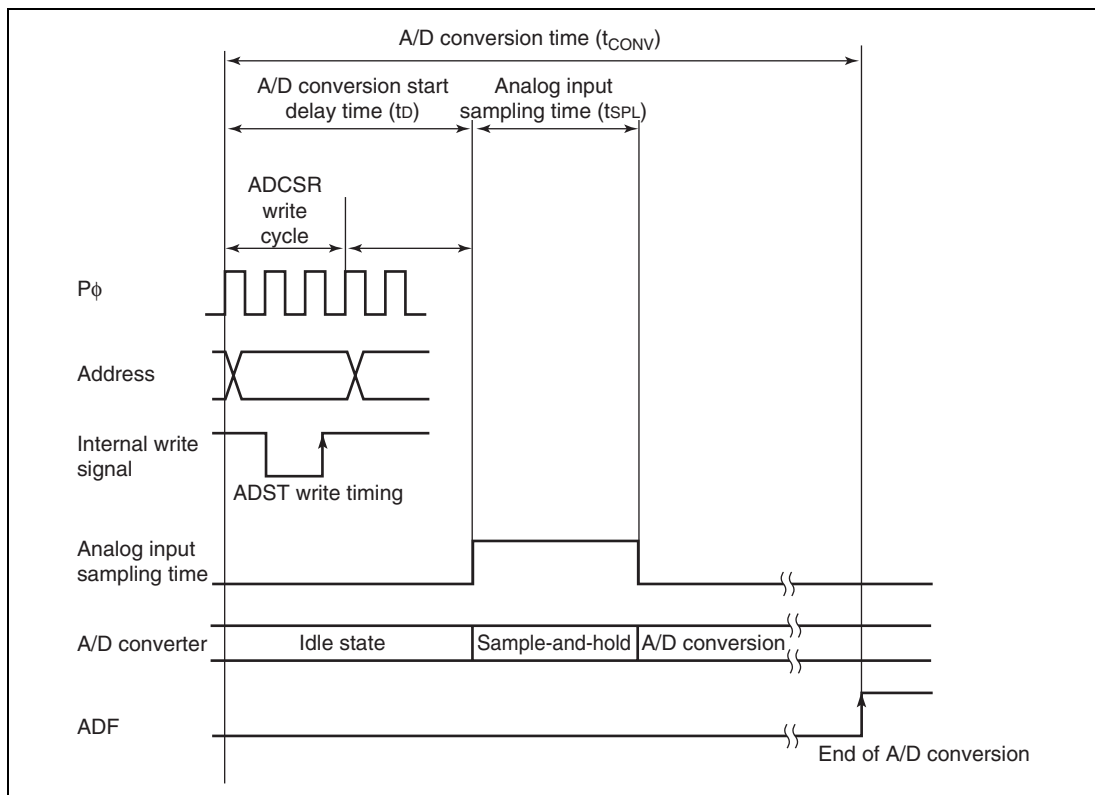 A/D conversion time (tCONV)
A/D conversion start
delay time (tD)
Analog input
sampling time (tSPL)
ADCSR
write
cycle
Pϕ
Address
Internal write
signal
ADST write timing
Analog input
sampling time
A/D converter
Idle state
Sample-and-hold
A/D conversion
ADF
End of A/D conversion